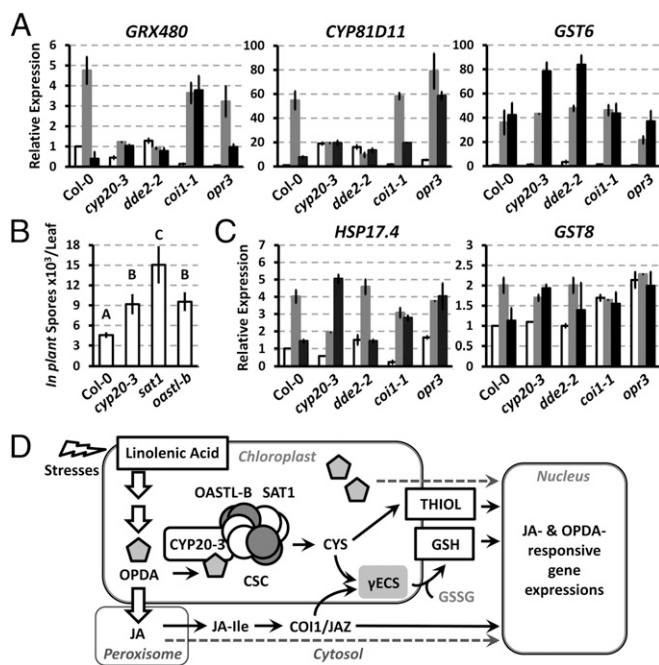 A
GRX480
CYP81D11
GST6
Relative Expression
6
5
4
3
2
1
0
100
80
60
40
20
0
100
80
60
40
20
0
Col-0
cyp20-3
dde2-2
coi1-1
opr3
Col-0
cyp20-3
dde2-2
coi1-1
opr3
Col-0
cyp20-3
dde2-2
coi1-1
opr3
B
In plant Spores x10³/Leaf
18
15
12
9
6
3
0
A
B
C
B
Col-0
cyp20-3
sat1
oastl-b
C
HSP17.4
GST8
Relative Expression
7
6
5
4
3
2
1
0
2.5
2
1.5
1
0.5
0
Col-0
cyp20-3
dde2-2
coi1-1
opr3
Col-0
cyp20-3
dde2-2
coi1-1
opr3
D
Stresses
Linolenic Acid
Chloroplast
Nucleus
OASTL-B SAT1
CYP20-3
OPDA
CSC
CYS
THIOL
GSH
γECS
GSSG
JA- & OPDA-
responsive
gene
expressions
JA
JA-Ile
COI1/JAZ
Peroxisome
Cytosol